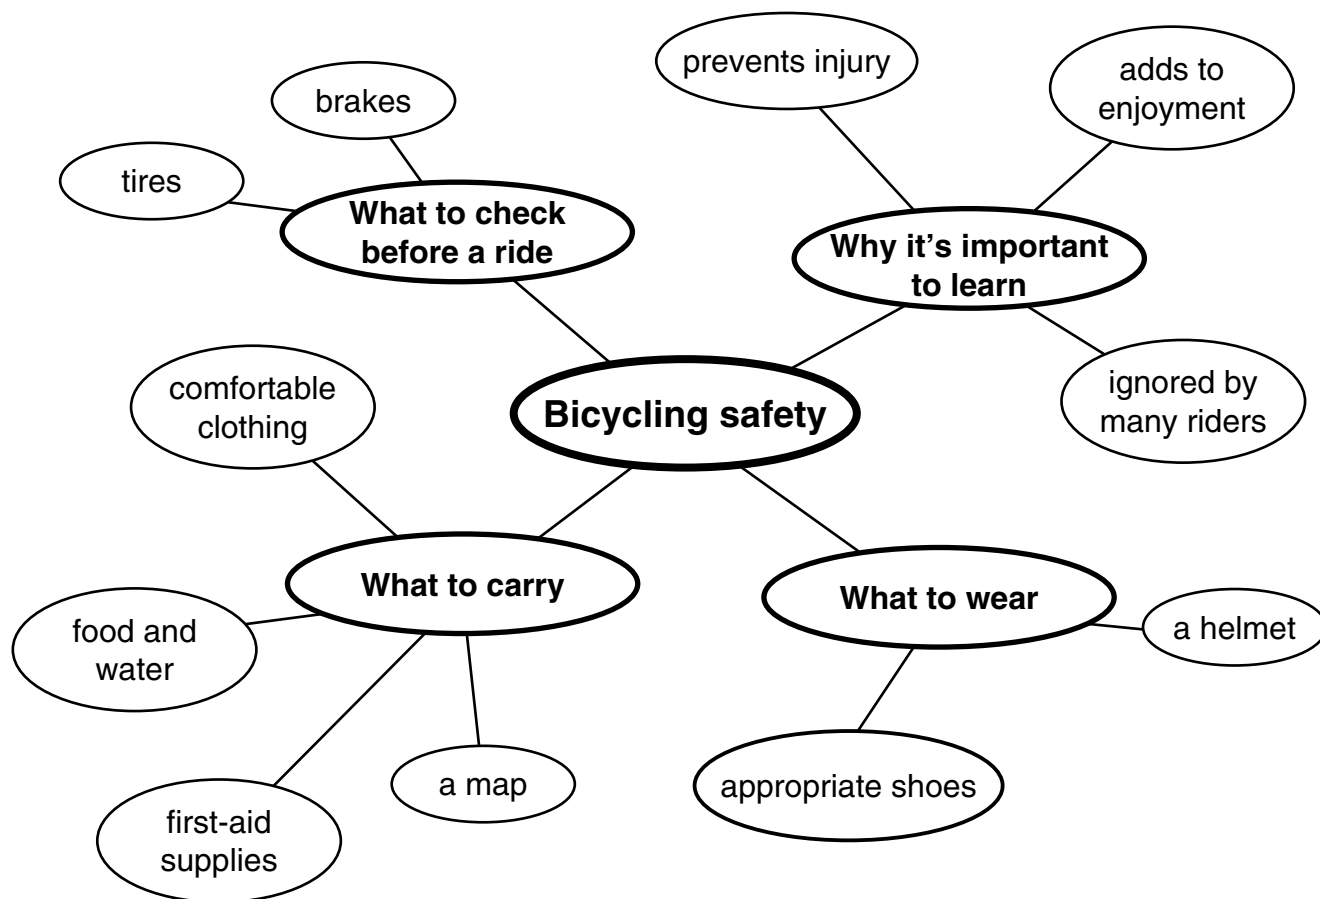 prevents injury
adds to
enjoyment
brakes
tires
What to check
before a ride
Why it's important
to learn
comfortable
clothing
Bicycling safety
ignored by
many riders
What to carry
What to wear
food and
water
a helmet
first-aid
supplies
a map
appropriate shoes